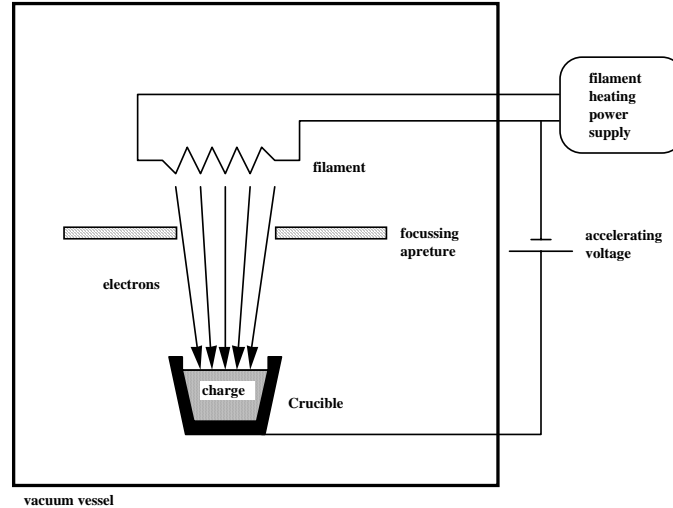 filament
heating
power
supply
filament
focussing
apreture
accelerating
voltage
electrons
charge
Crucible
vacuum vessel